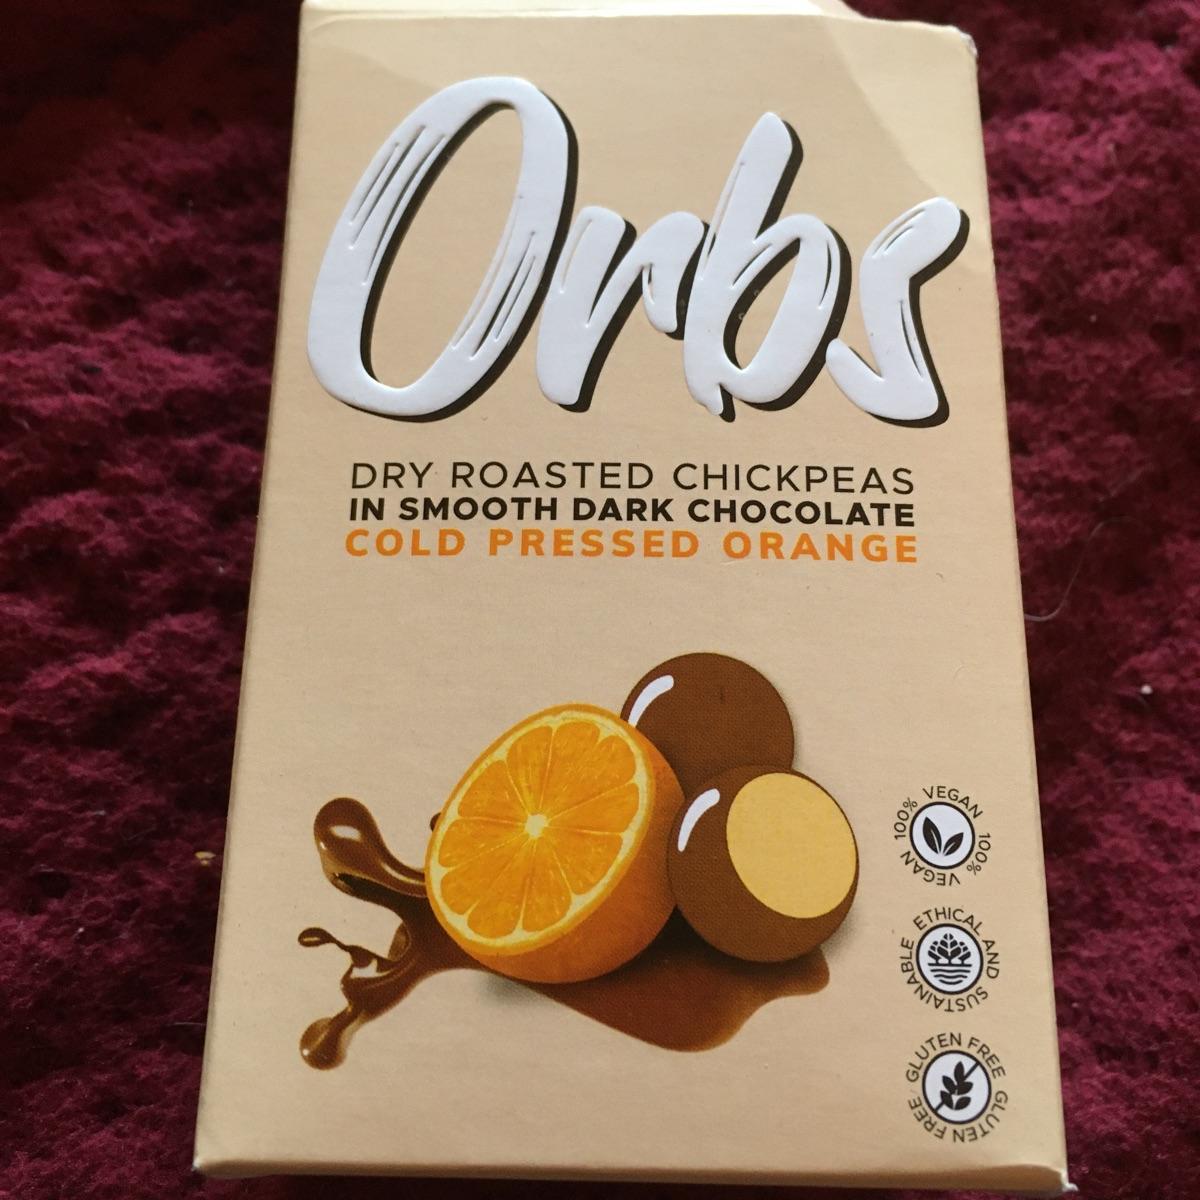 Orbs
DRY ROASTED CHICKPEAS
IN SMOOTH DARK CHOCOLATE
COLD PRESSED ORANGE
100% VEGAN 100% VEGAN
ETHICAL AND SUSTAINABLE
GLUTEN FREE GLUTEN FREE